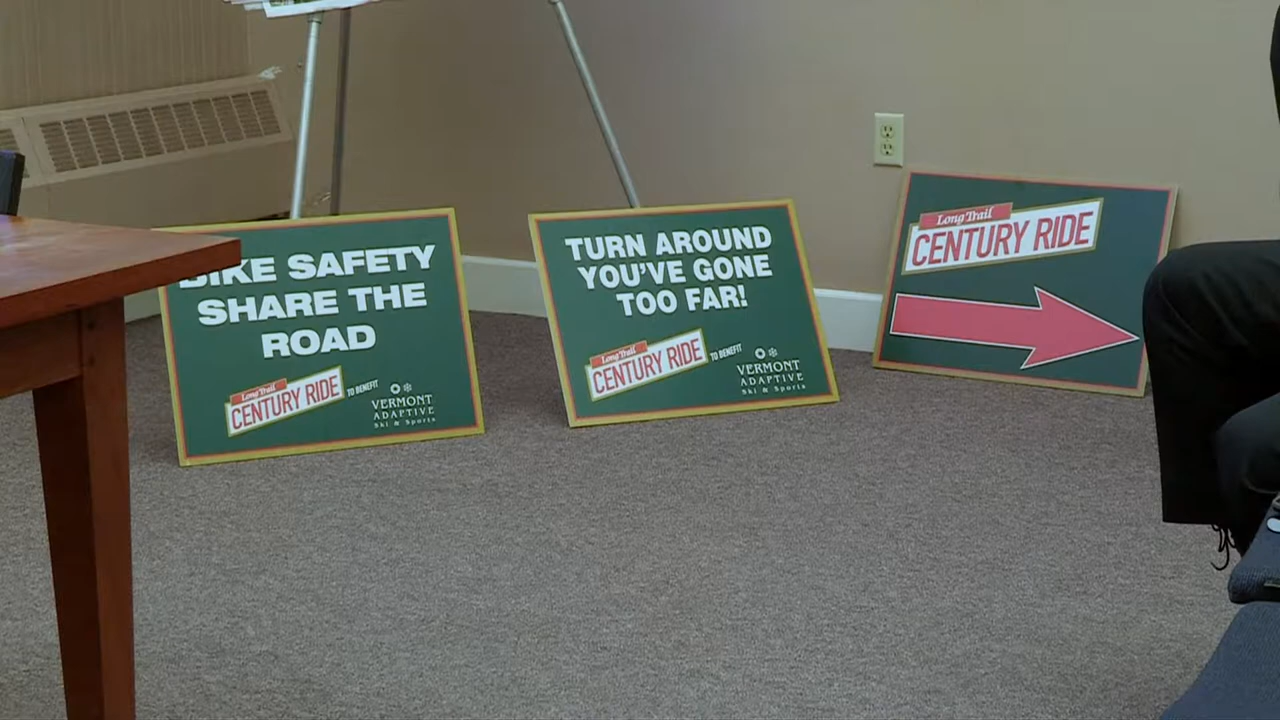 BIKE SAFETY
SHARE THE
ROAD
Long Trail
CENTURY RIDE
TO BENEFIT
VERMONT
ADAPTIVE
Ski & Sports
TURN AROUND
YOU'VE GONE
TOO FAR!
Long Trail
CENTURY RIDE
TO BENEFIT
VERMONT
ADAPTIVE
Ski & Sports
Long Trail
CENTURY RIDE